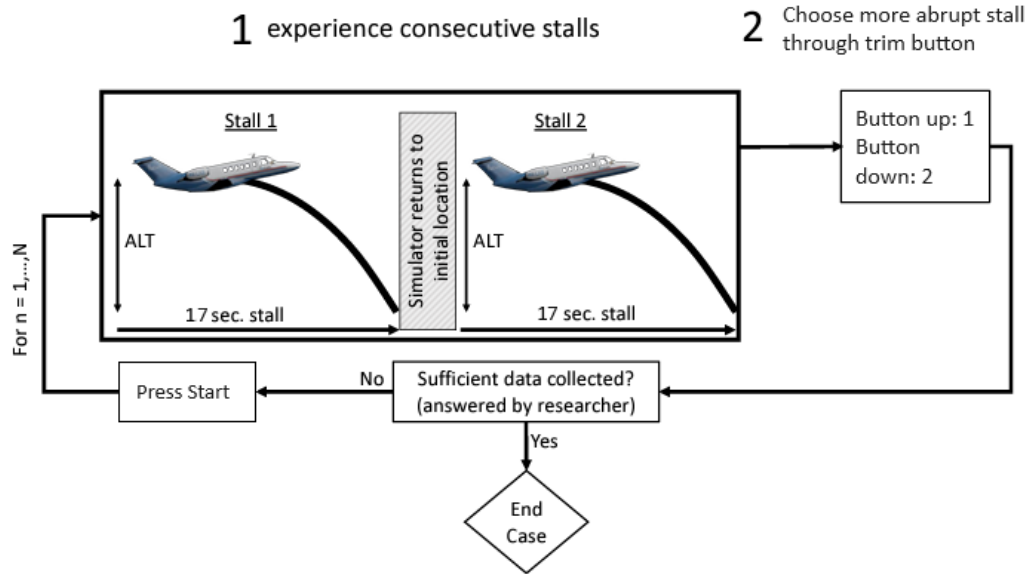 1 experience consecutive stalls
2 Choose more abrupt stall
through trim button
Stall 1
Stall 2
Simulator returns to
initial location
ALT
ALT
17 sec. stall
17 sec. stall
Button up: 1
Button
down: 2
For n = 1,...,N
Press Start
No
Sufficient data collected?
(answered by researcher)
Yes
End
Case